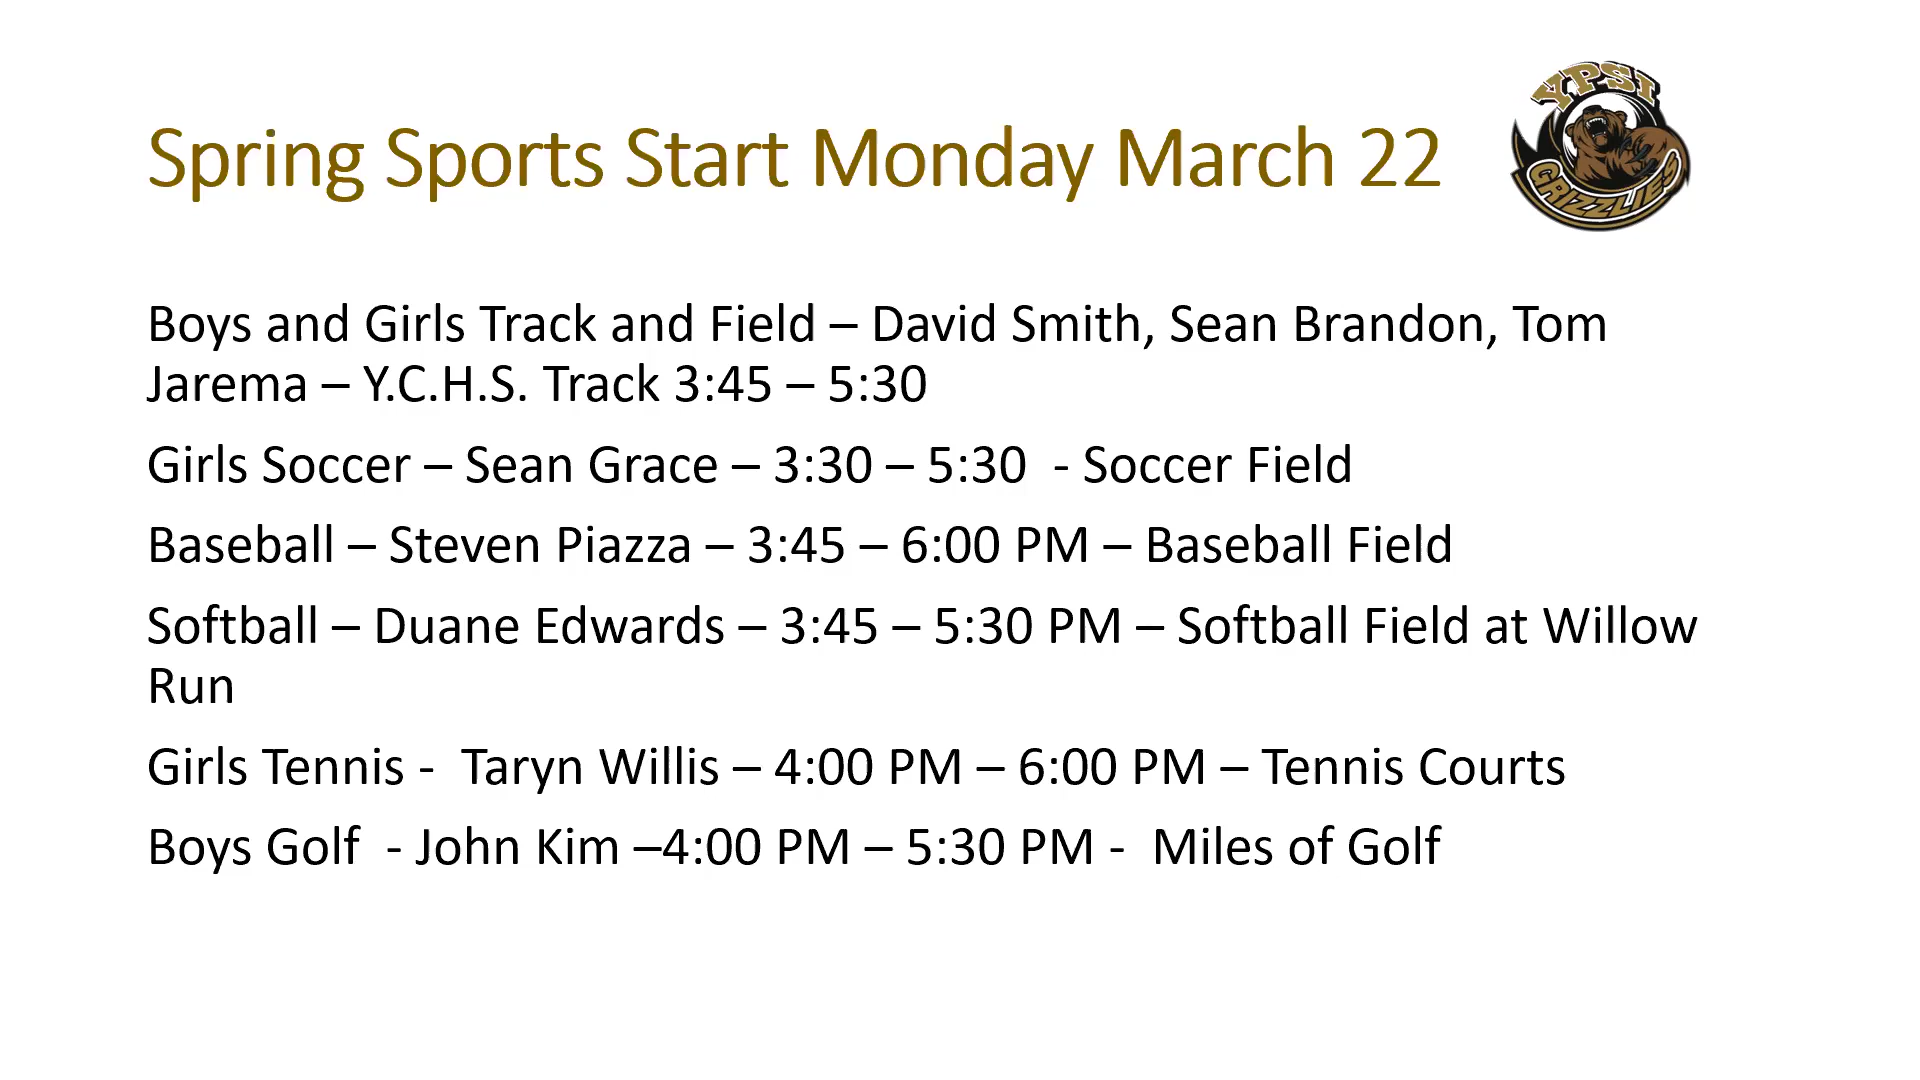 YPSI
GRIZZLIES
Spring Sports Start Monday March 22
Boys and Girls Track and Field – David Smith, Sean Brandon, Tom
Jarema – Y.C.H.S. Track 3:45 – 5:30
Girls Soccer – Sean Grace – 3:30 – 5:30  - Soccer Field
Baseball – Steven Piazza – 3:45 – 6:00 PM – Baseball Field
Softball – Duane Edwards – 3:45 – 5:30 PM – Softball Field at Willow
Run
Girls Tennis -  Taryn Willis – 4:00 PM – 6:00 PM – Tennis Courts
Boys Golf  - John Kim –4:00 PM – 5:30 PM -  Miles of Golf